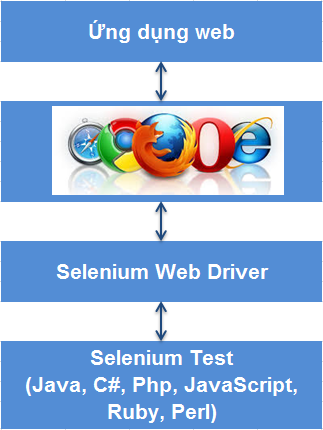 Ứng dụng web
Selenium Web Driver
Selenium Test
(Java, C#, Php, JavaScript,
Ruby, Perl)